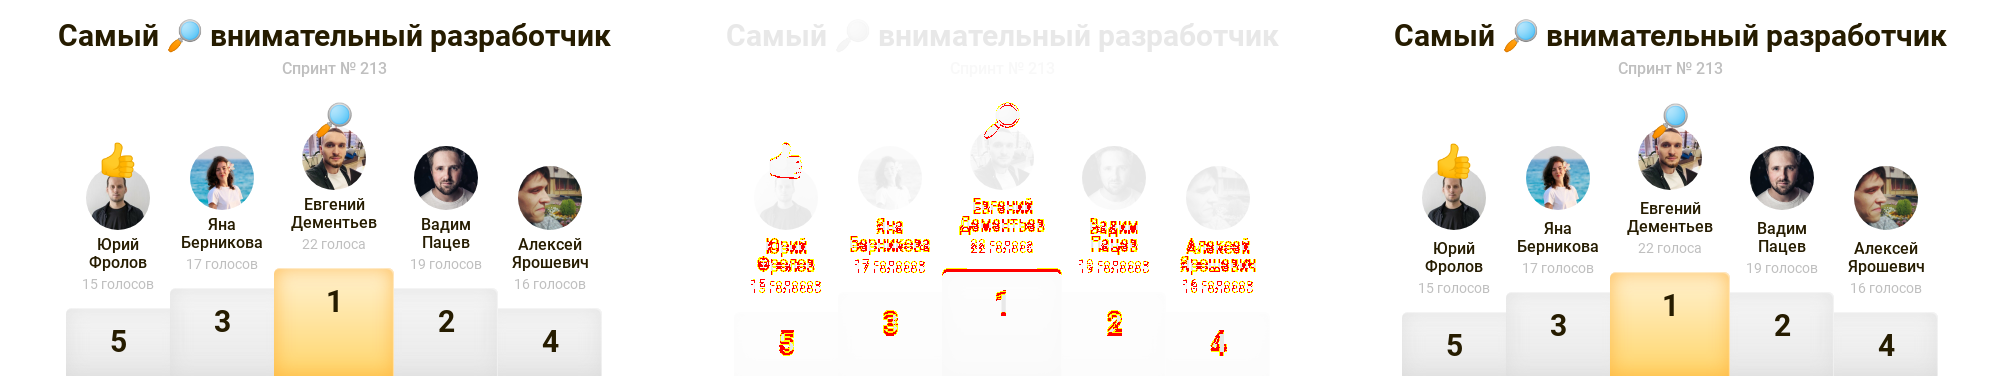 Самый 🔎 внимательный разработчик
Спринт № 213
Юрий
Фролов
15 голосов
5
Яна
Берникова
17 голосов
3
Евгений
Дементьев
22 голоса
1
Вадим
Пацев
19 голосов
2
Алексей
Ярошевич
16 голосов
4
Самый 🔎 внимательный разработчик
Спринт № 213
Юрий
Фролов
15 голосов
5
Яна
Берникова
17 голосов
3
Евгений
Дементьев
22 голоса
1
Вадим
Пацев
19 голосов
2
Алексей
Ярошевич
16 голосов
4
Самый 🔎 внимательный разработчик
Спринт № 213
Юрий
Фролов
15 голосов
5
Яна
Берникова
17 голосов
3
Евгений
Дементьев
22 голоса
1
Вадим
Пацев
19 голосов
2
Алексей
Ярошевич
16 голосов
4